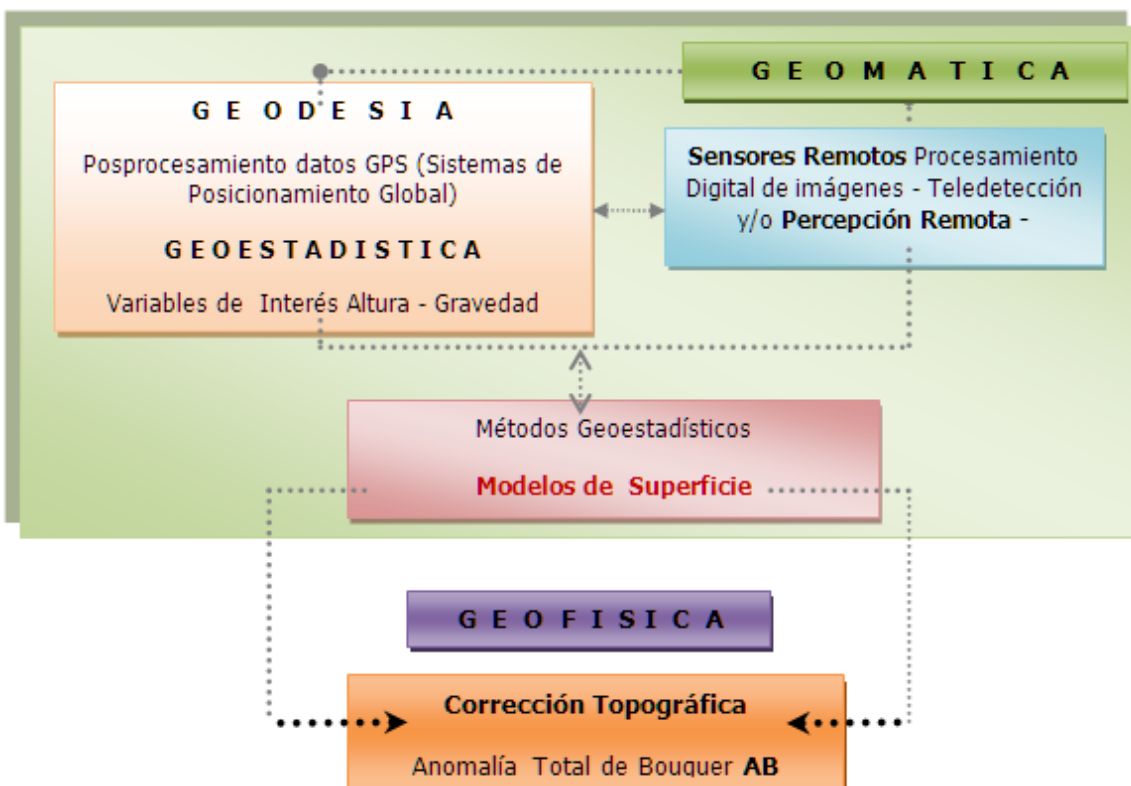 G E O M A T I C A
G E O D E S I A
Posprocesamiento datos GPS (Sistemas de
Posicionamiento Global)
G E O E S T A D I S T I C A
Variables de Interés Altura - Gravedad
Sensores Remotos Procesamiento
Digital de imágenes - Teledetección
y/o Percepción Remota -
Métodos Geoestadísticos
Modelos de Superficie
G E O F I S I C A
Corrección Topográfica
Anomalía Total de Bouguer AB